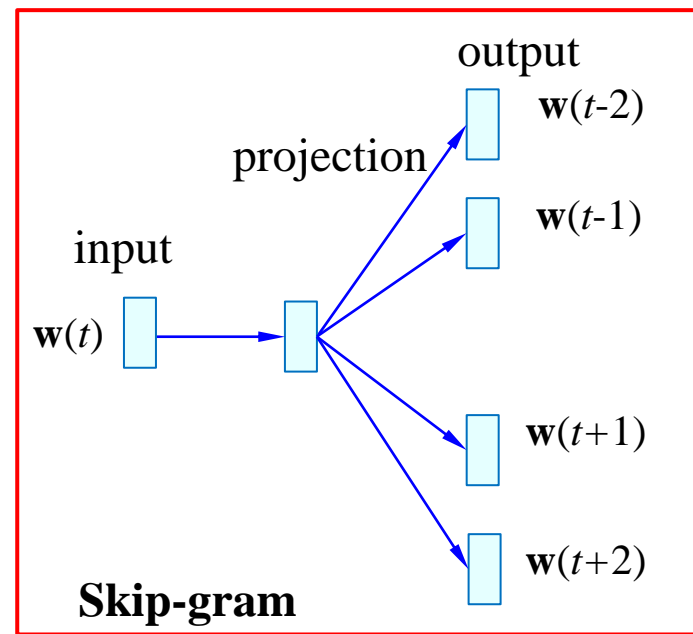 output
w(t-2)
projection
w(t-1)
input
w(t)
w(t+1)
w(t+2)
Skip-gram